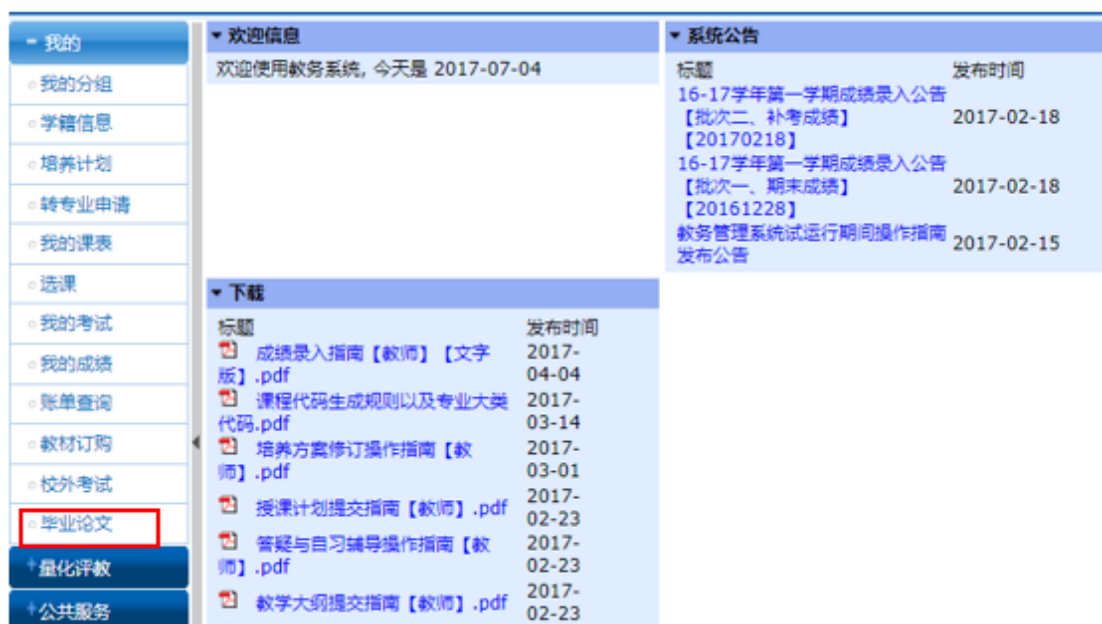 我的
我的分组
学籍信息
培养计划
转专业申请
我的课表
选课
我的考试
我的成绩
账单查询
教材订购
校外考试
毕业论文
量化评教
公共服务
欢迎信息
欢迎使用教务系统, 今天是 2017-07-04
下载
标题 发布时间
成绩录入指南【教师】【文字 2017-
版】.pdf 04-04
课程代码生成规则以及专业大类 2017-
代码.pdf 03-14
培养方案修订操作指南【教 2017-
师】.pdf 03-01
授课计划提交指南【教师】.pdf 2017-
02-23
答疑与自习辅导操作指南【教 2017-
师】.pdf 02-23
教学大纲提交指南【教师】.pdf 2017-
02-23
系统公告
标题 发布时间
16-17学年第一学期成绩录入公告
【批次二、补考成绩】 2017-02-18
【20170218】
16-17学年第一学期成绩录入公告
【批次一、期末成绩】 2017-02-18
【20161228】
教务管理系统试运行期间操作指南 2017-02-15
发布公告